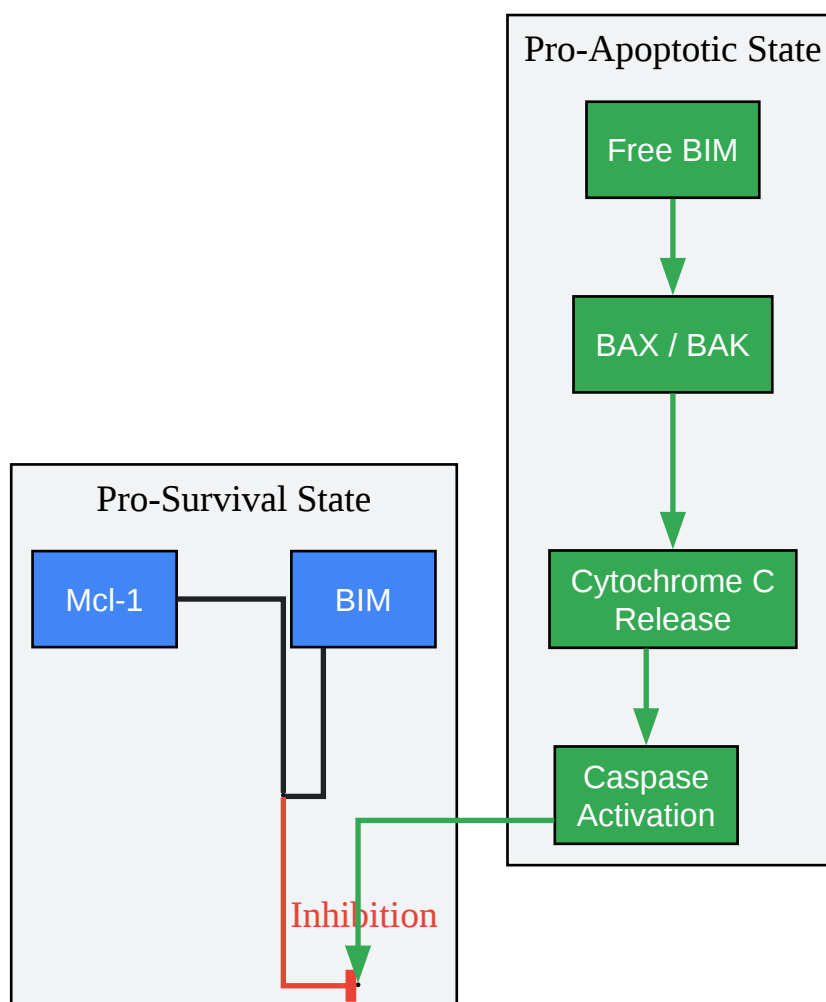 Pro-Apoptotic State
Free BIM
BAX / BAK
Pro-Survival State
Mcl-1
BIM
Cytochrome C
Release
Caspase
Activation
Inhibition